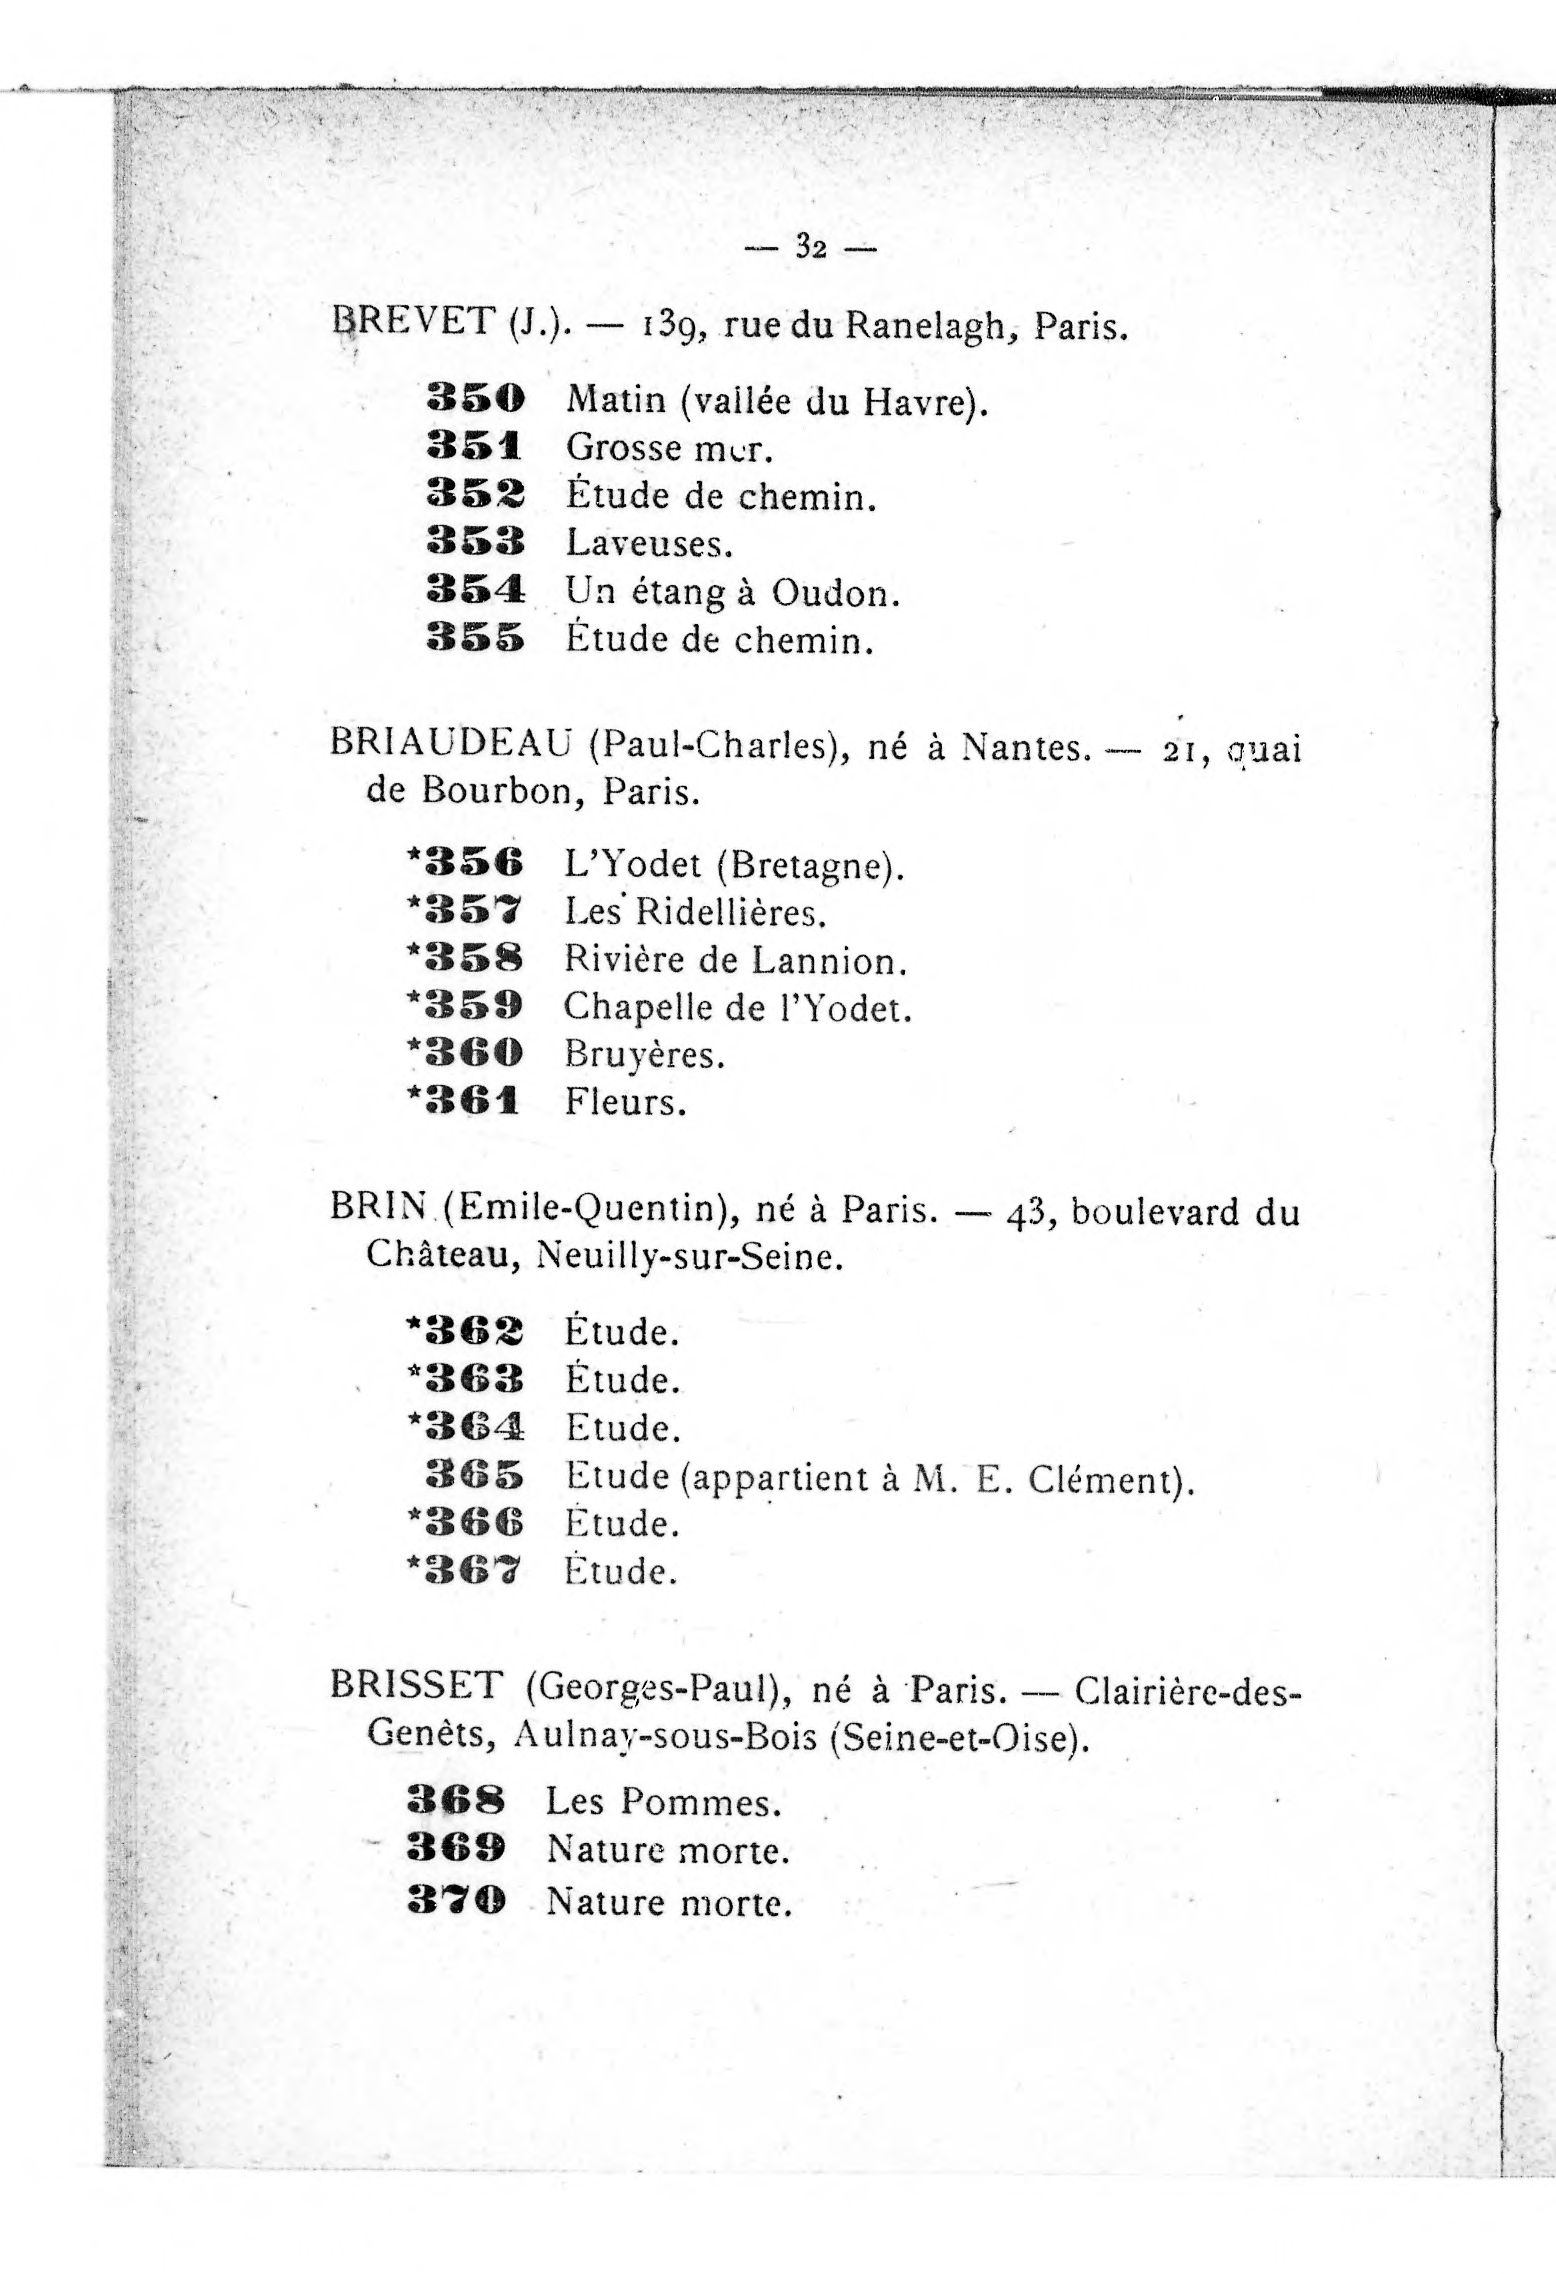 — 32 —
BREVET (J.). — 139, rue du Ranelagh, Paris.
350 Matin (vallée du Havre).
351 Grosse mer.
352 Étude de chemin.
353 Laveuses.
354 Un étang à Oudon.
355 Étude de chemin.
BRIAUDEAU (Paul-Charles), né à Nantes. — 21, quai
de Bourbon, Paris.
*356 L'Yodet (Bretagne).
*357 Les Ridellières.
*358 Rivière de Lannion.
*359 Chapelle de l'Yodet.
*360 Bruyères.
*361 Fleurs.
BRIN (Emile-Quentin), né à Paris. — 43, boulevard du
Château, Neuilly-sur-Seine.
*362 Étude.
*363 Étude.
*364 Etude.
365 Etude (appartient à M. E. Clément).
*366 Étude.
*367 Étude.
BRISSET (Georges-Paul), né à Paris. — Clairière-des-
Genêts, Aulnay-sous-Bois (Seine-et-Oise).
368 Les Pommes.
369 Nature morte.
370 Nature morte.